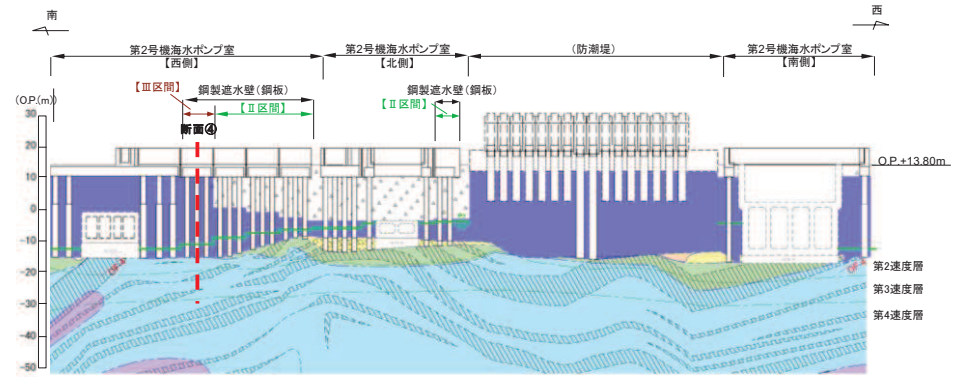 南
西
第2号機海水ポンプ室
【西側】
第2号機海水ポンプ室
【北側】
(防潮堤)
第2号機海水ポンプ室
【南側】
【Ⅲ区間】
鋼製遮水壁(鋼板)
【Ⅱ区間】
鋼製遮水壁(鋼板)
【Ⅱ区間】
(O.P.(m))
断面④
30
20
10
0
-10
-20
-30
-40
-50
O.P.+13.80m
第2速度層
第3速度層
第4速度層